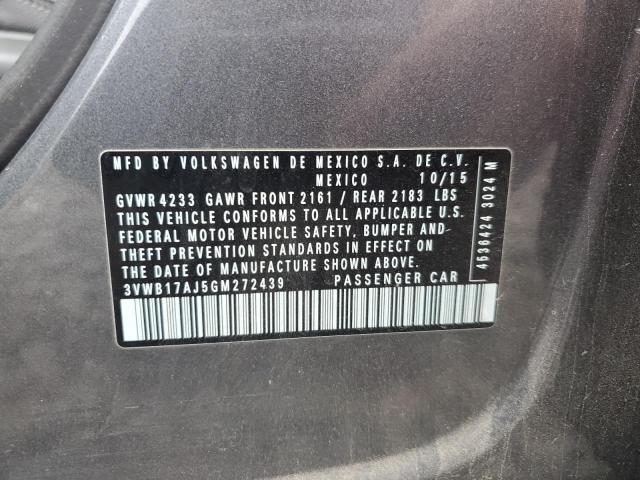 MFD BY VOLKSWAGEN DE MEXICO S.A. DE C.V.
MEXICO 10/15
GVWR 4233 GAWR FRONT 2161 / REAR 2183 LBS
THIS VEHICLE CONFORMS TO ALL APPLICABLE U.S.
FEDERAL MOTOR VEHICLE SAFETY, BUMPER AND
THEFT PREVENTION STANDARDS IN EFFECT ON
THE DATE OF MANUFACTURE SHOWN ABOVE.
3VWB17AJ5GM272439 PASSENGER CAR
4536424 3024 M